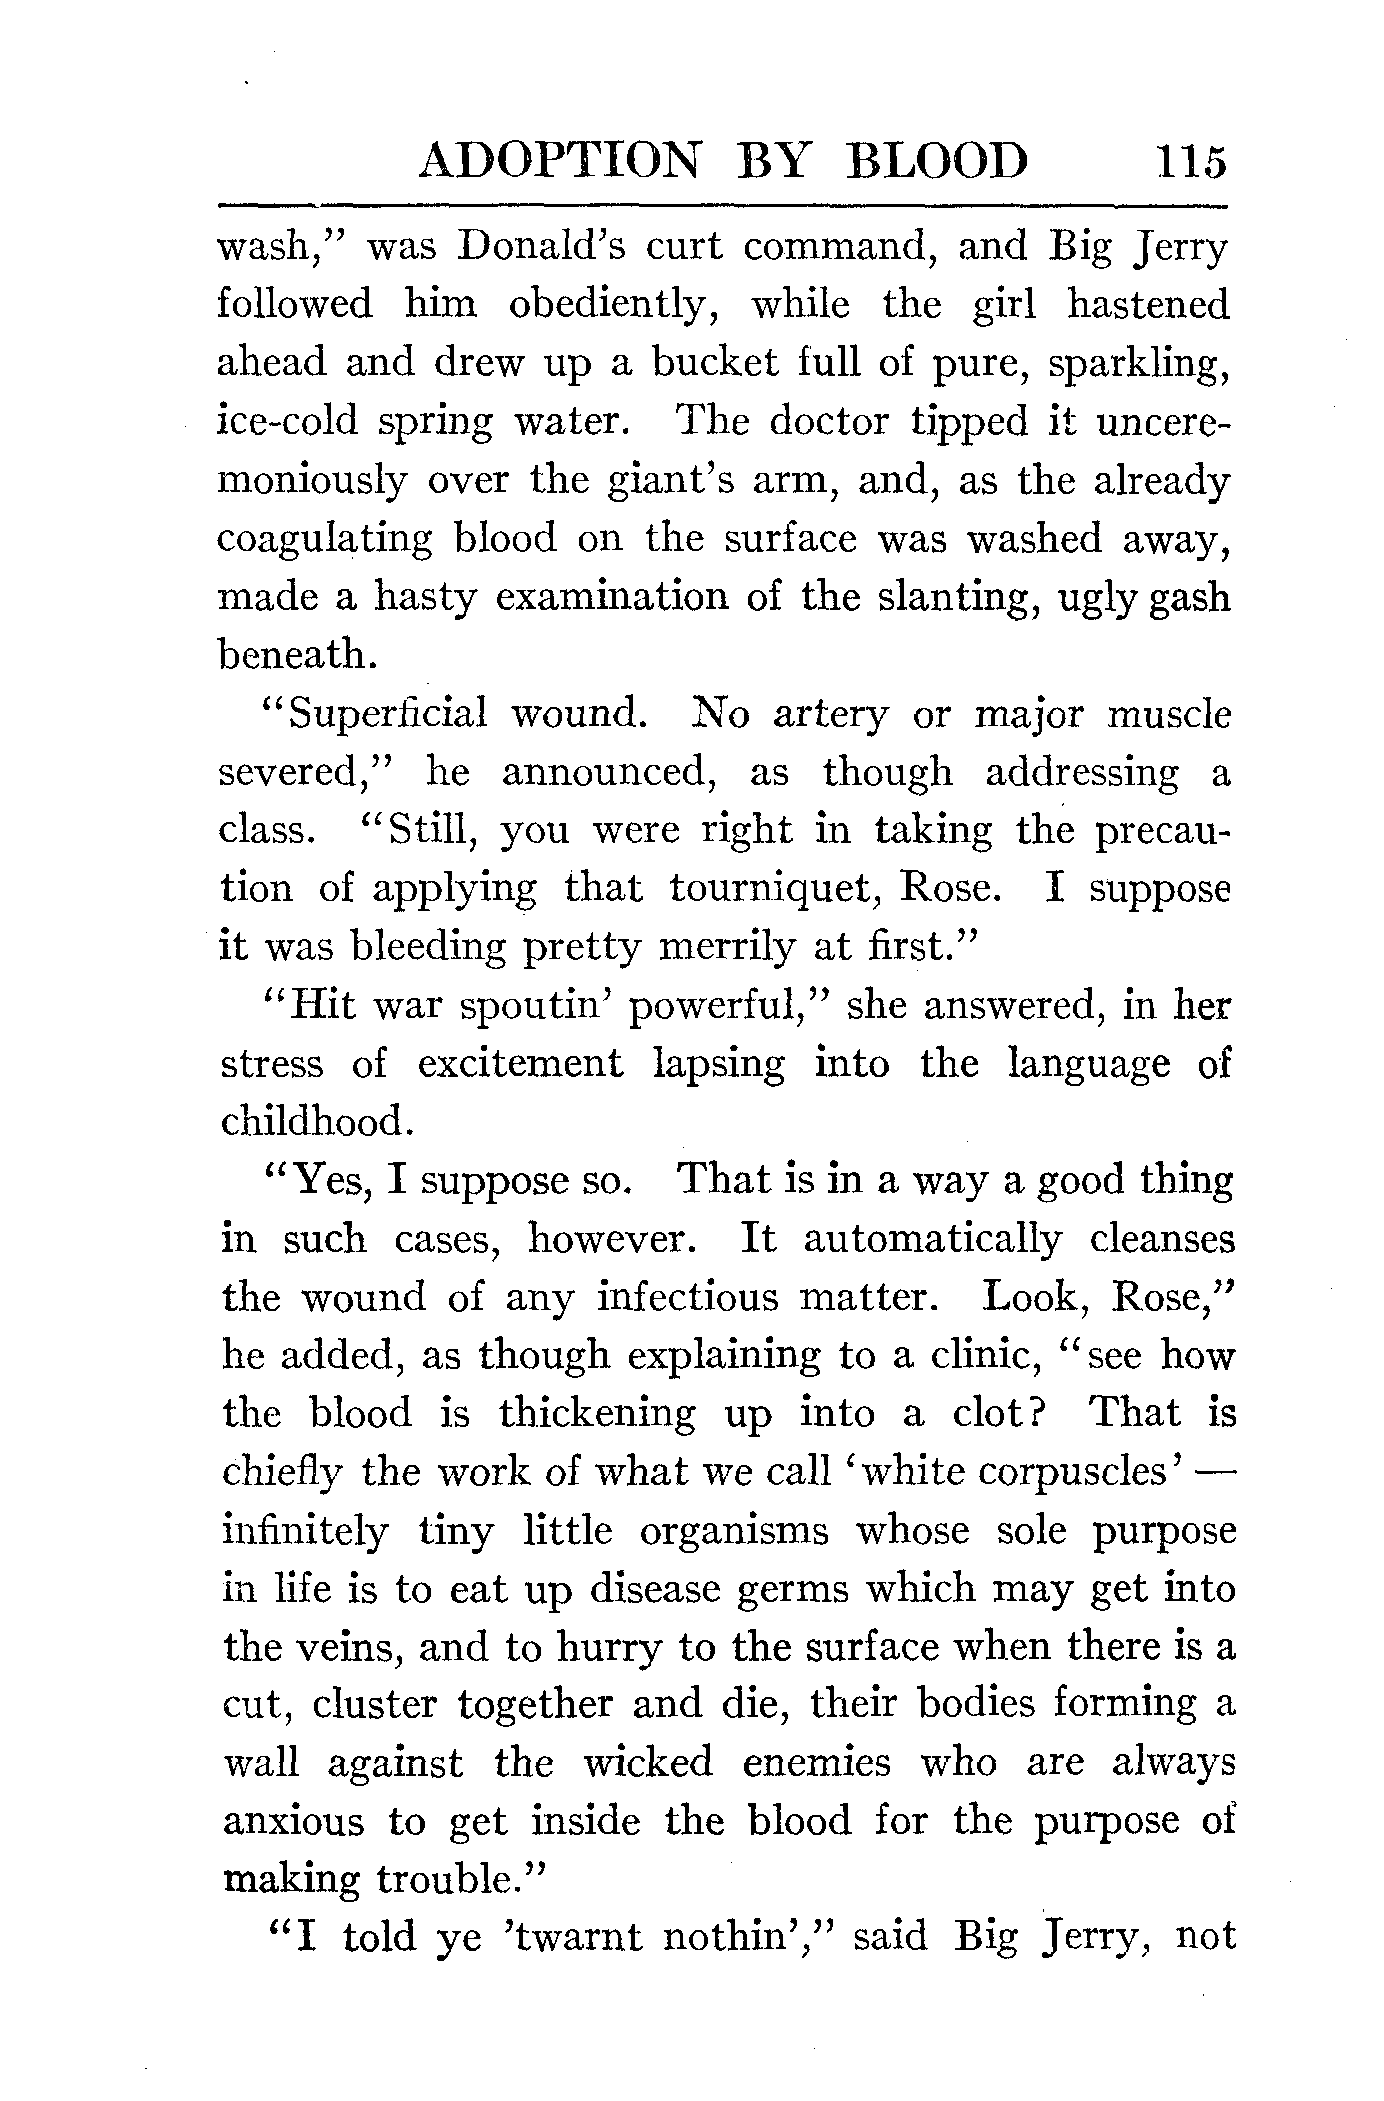 ADOPTION BY BLOOD 115
wash," was Donald's curt command, and Big Jerry
followed him obediently, while the girl hastened
ahead and drew up a bucket full of pure, sparkling,
ice-cold spring water. The doctor tipped it uncere-
moniously over the giant's arm, and, as the already
coagulating blood on the surface was washed away,
made a hasty examination of the slanting, ugly gash
beneath.
"Superficial wound. No artery or major muscle
severed," he announced, as though addressing a
class. "Still, you were right in taking the precau-
tion of applying that tourniquet, Rose. I suppose
it was bleeding pretty merrily at first."
"Hit war spoutin' powerful," she answered, in her
stress of excitement lapsing into the language of
childhood.
"Yes, I suppose so. That is in a way a good thing
in such cases, however. It automatically cleanses
the wound of any infectious matter. Look, Rose,"
he added, as though explaining to a clinic, "see how
the blood is thickening up into a clot? That is
chiefly the work of what we call 'white corpuscles' —
infinitely tiny little organisms whose sole purpose
in life is to eat up disease germs which may get into
the veins, and to hurry to the surface when there is a
cut, cluster together and die, their bodies forming a
wall against the wicked enemies who are always
anxious to get inside the blood for the purpose of
making trouble."
"I told ye 'twarnt nothin'," said Big Jerry, not